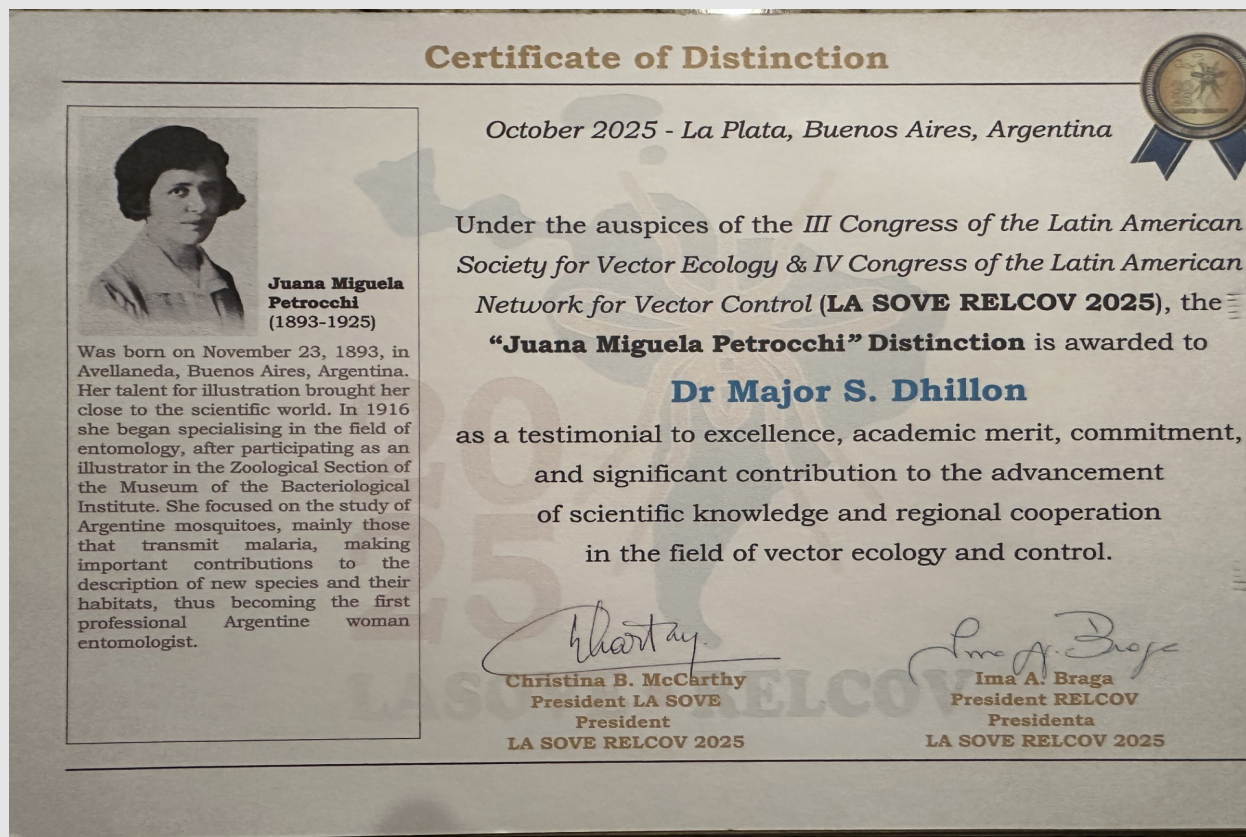 Certificate of Distinction
October 2025 - La Plata, Buenos Aires, Argentina
Juana Miguela
Petrocchi
(1893-1925)
Was born on November 23, 1893, in
Avellaneda, Buenos Aires, Argentina.
Her talent for illustration brought her
close to the scientific world. In 1916
she began specialising in the field of
entomology, after participating as an
illustrator in the Zoological Section of
the Museum of the Bacteriological
Institute. She focused on the study of
Argentine mosquitoes, mainly those
that transmit malaria, making
important contributions to the
description of new species and their
habitats, thus becoming the first
professional Argentine woman
entomologist.
Under the auspices of the III Congress of the Latin American
Society for Vector Ecology & IV Congress of the Latin American
Network for Vector Control (LA SOVE RELCOV 2025), the
“Juana Miguela Petrocchi” Distinction is awarded to
Dr Major S. Dhillon
as a testimonial to excellence, academic merit, commitment,
and significant contribution to the advancement
of scientific knowledge and regional cooperation
in the field of vector ecology and control.
Christina B. McCarthy
President LA SOVE
President
LA SOVE RELCOV 2025
Ima A. Braga
President RELCOV
Presidenta
LA SOVE RELCOV 2025
20
25
LASOVE RELCOV